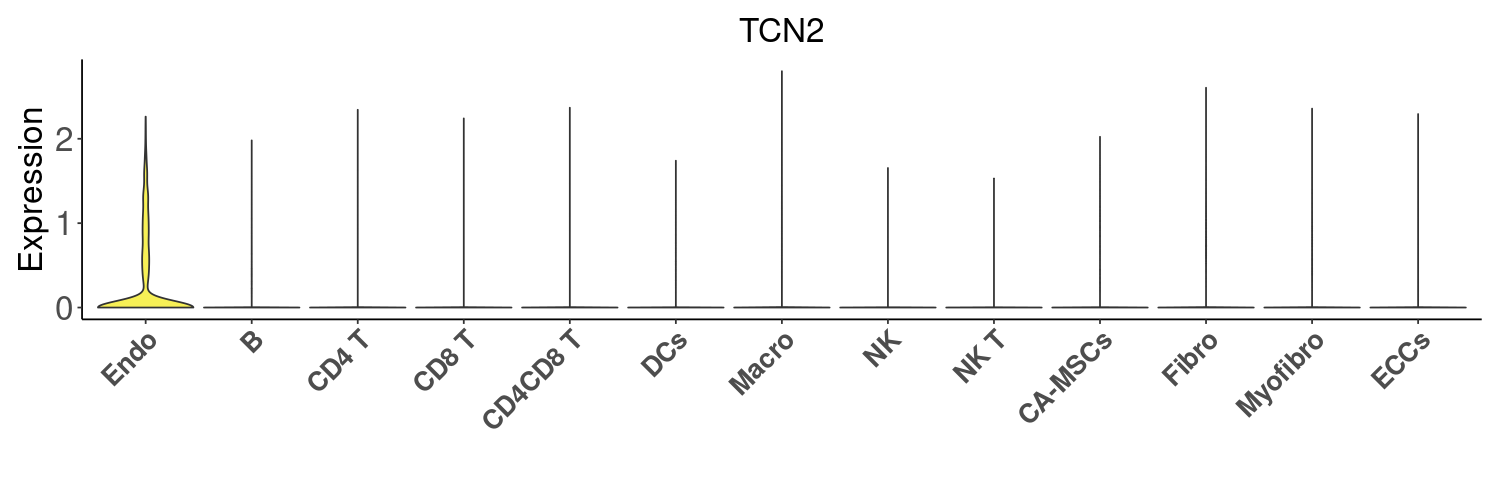 TCN2
Expression
2
1
0
Endo
B
CD4 T
CD8 T
CD4CD8 T
DCs
Macro
NK
NK T
CA-MSCs
Fibro
Myofibro
ECCs